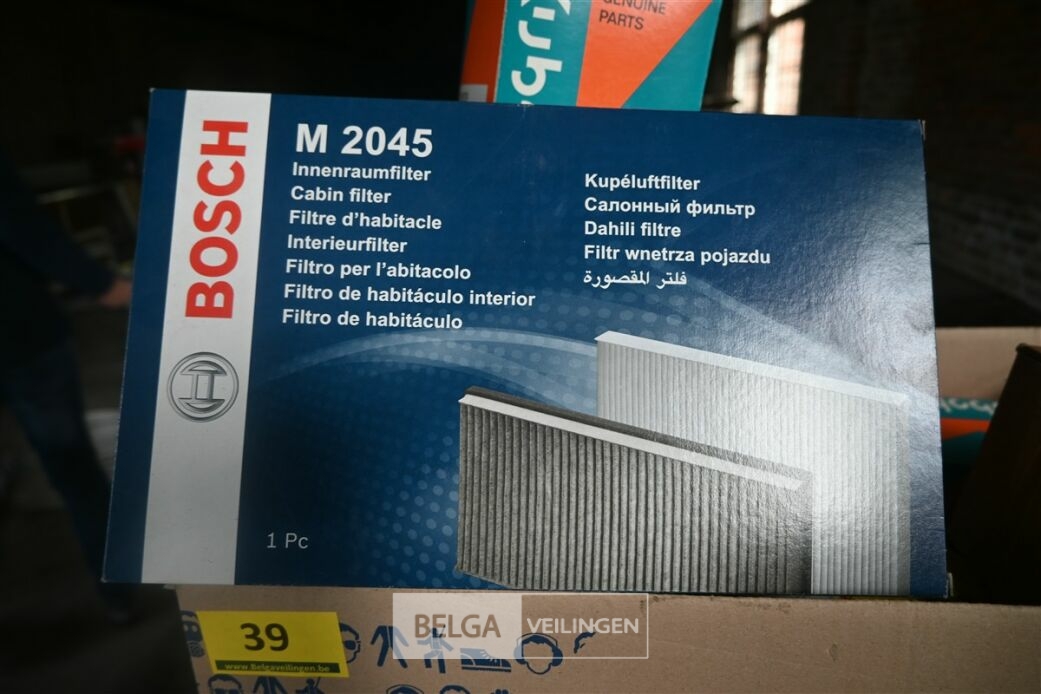 GENUINE
PARTS
BOSCH
M 2045
Innenraumfilter
Cabin filter
Filtre d'habitacle
Interieurfilter
Filtro per l'abitacolo
Filtro de habitáculo interior
Filtro de habitáculo
Kupéluftfilter
Салонный фильтр
Dahili filtre
Filtr wnetrza pojazdu
فلتر المقصورة
1 Pc
39
www.Belgaveilingen.be
BELGA VEILINGEN